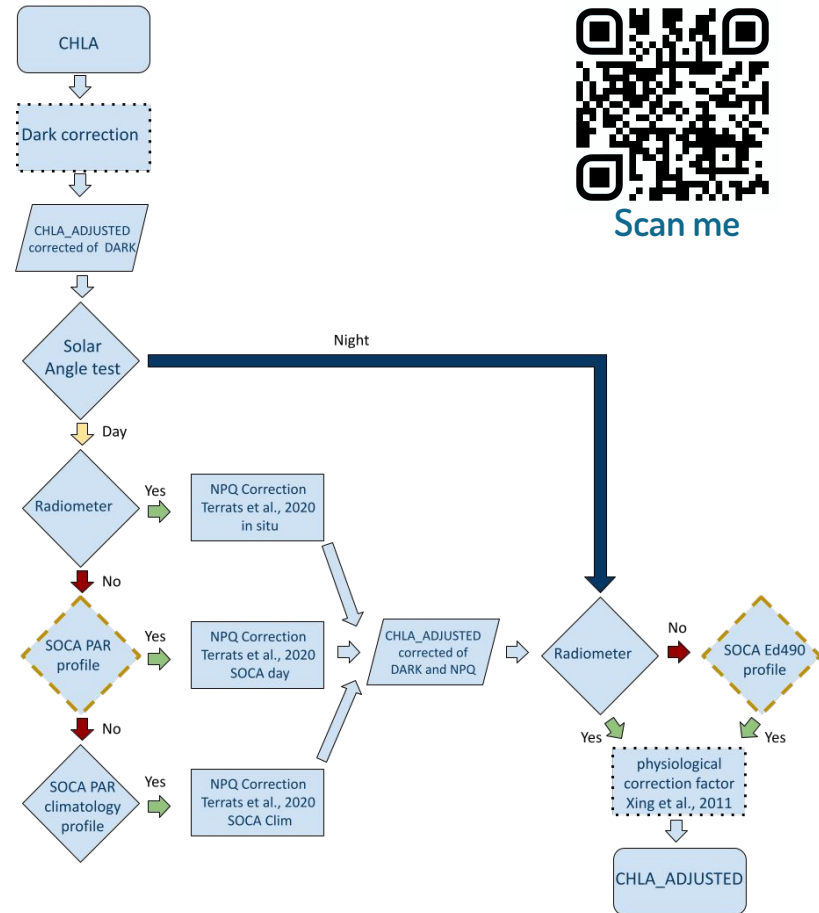 CHLA
Scan me
Dark correction
CHLA_ADJUSTED
corrected of DARK
Solar
Angle test
Night
Day
Radiometer
Yes
NPQ Correction
Terrats et al., 2020
in situ
No
SOCA PAR
profile
Yes
NPQ Correction
Terrats et al., 2020
SOCA day
CHLA_ADJUSTED
corrected of
DARK and NPQ
Radiometer
No
SOCA Ed490
profile
No
Yes
Yes
SOCA PAR
climatology
profile
Yes
NPQ Correction
Terrats et al., 2020
SOCA Clim
physiological
correction factor
Xing et al., 2011
CHLA_ADJUSTED